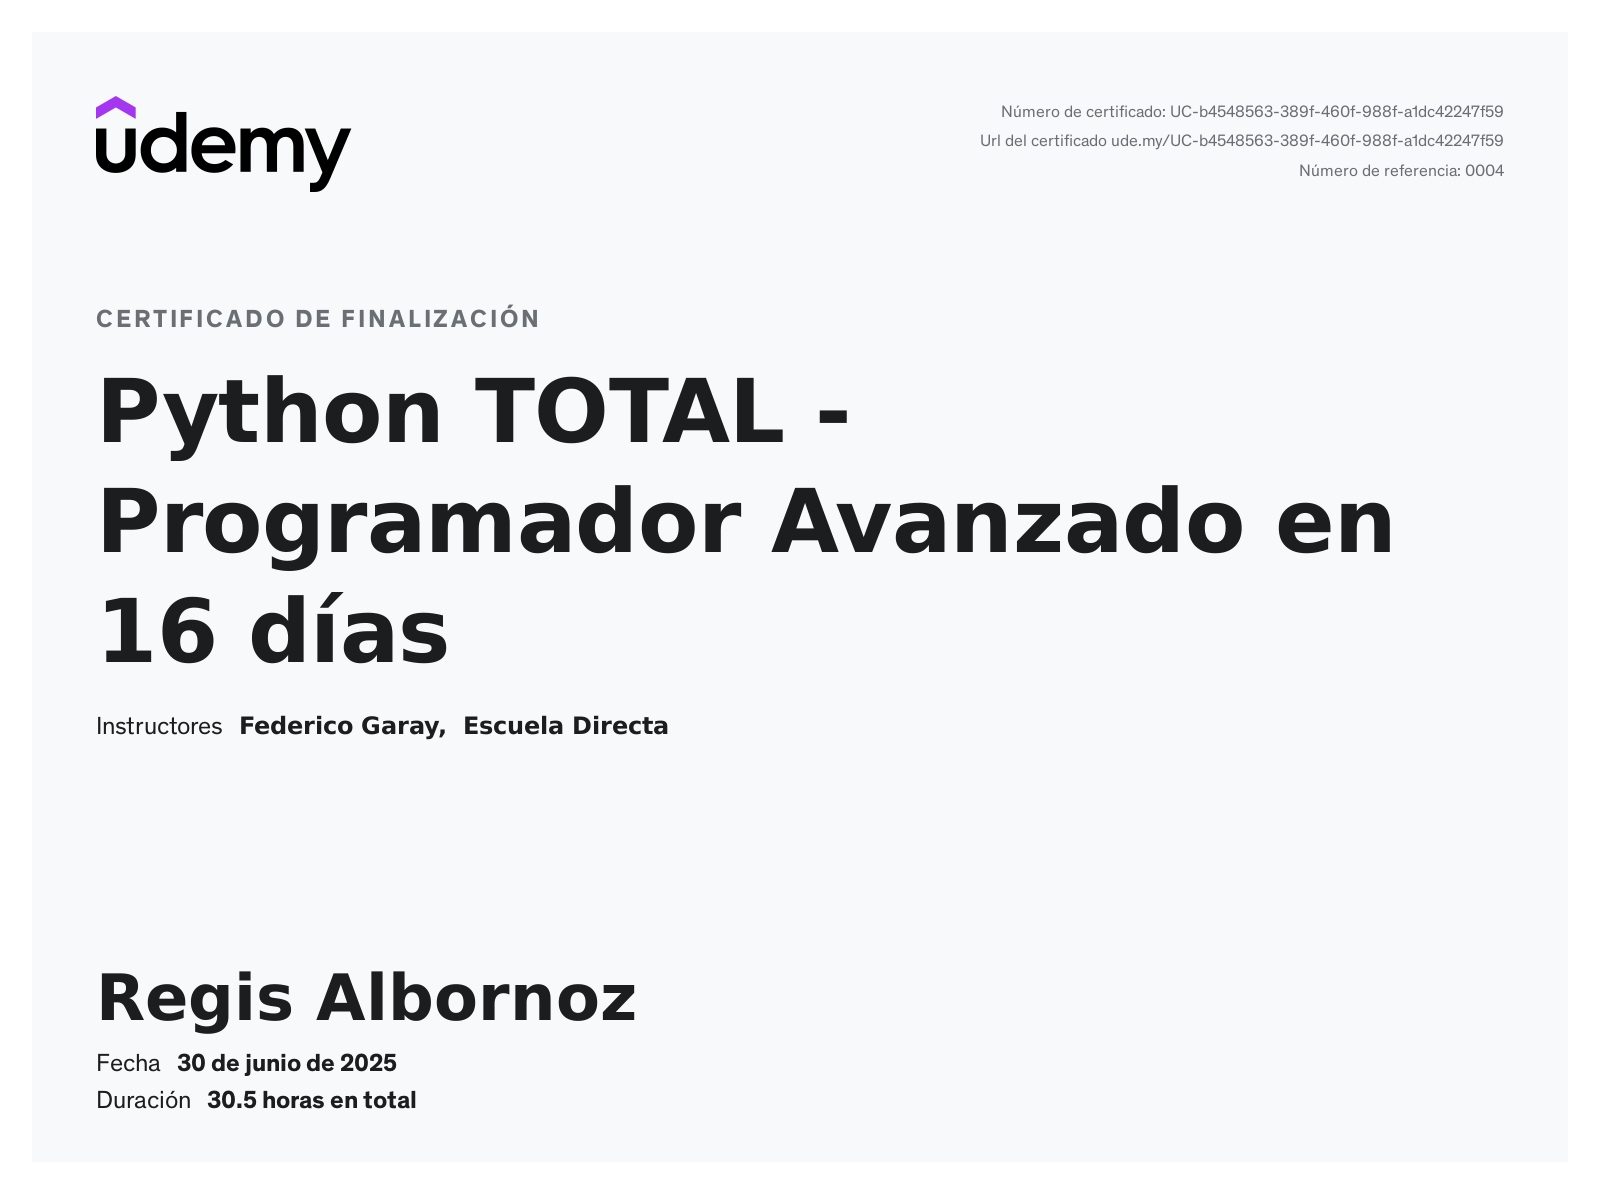 udemy
Número de certificado: UC-b4548563-389f-460f-988f-a1dc42247f59
Url del certificado ude.my/UC-b4548563-389f-460f-988f-a1dc42247f59
Número de referencia: 0004
CERTIFICADO DE FINALIZACIÓN
Python TOTAL -
Programador Avanzado en
16 días
Instructores Federico Garay, Escuela Directa
Regis Albornoz
Fecha 30 de junio de 2025
Duración 30.5 horas en total